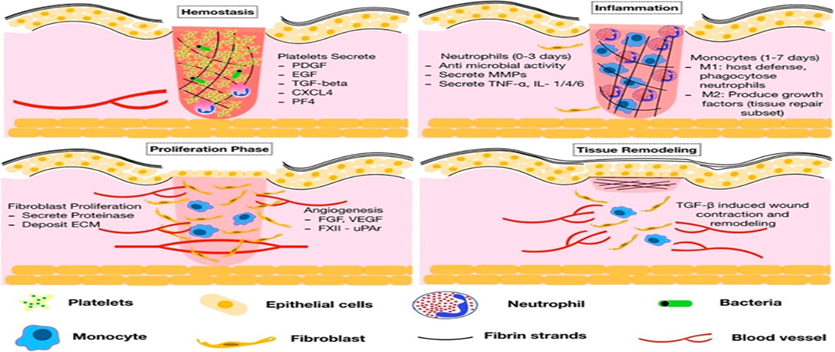 Hemostasis
Platelets Secrete
- PDGF
- EGF
- TGF-beta
- CXCL4
- PF4
Inflammation
Neutrophils (0-3 days)
- Anti microbial activity
- Secrete MMPs
- Secrete TNF-α, IL- 1/4/6
Monocytes (1-7 days)
- M1: host defense,
phagocytose
neutrophils
- M2: Produce growth
factors (tissue repair
subset)
Proliferation Phase
Fibroblast Proliferation
- Secrete Proteinase
- Deposit ECM
Angiogenesis
- FGF, VEGF
- FXII - uPAr
Tissue Remodeling
TGF-β induced wound
contraction and
remodeling
Platelets
Epithelial cells
Neutrophil
Bacteria
Monocyte
Fibroblast
Fibrin strands
Blood vessel